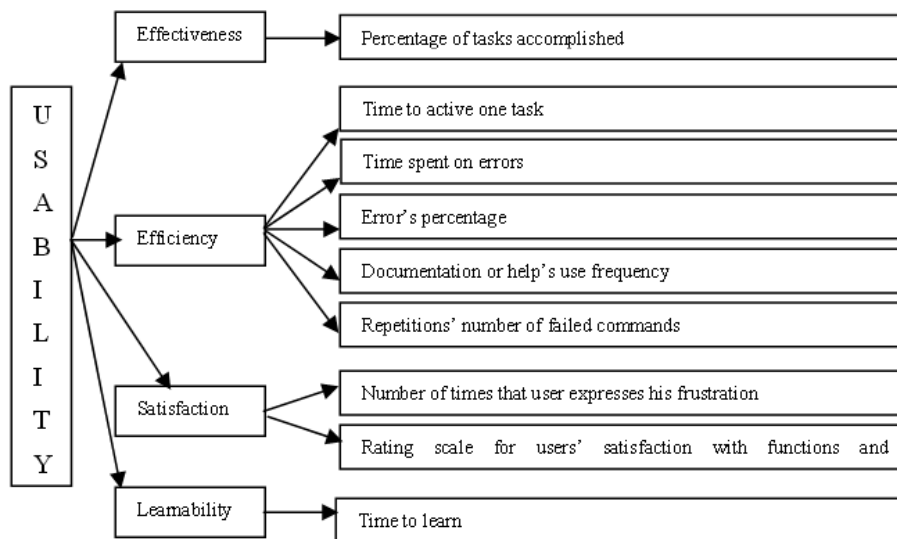 USABILITY
Effectiveness
Percentage of tasks accomplished
Efficiency
Time to active one task
Time spent on errors
Error's percentage
Documentation or help's use frequency
Repetitions' number of failed commands
Satisfaction
Number of times that user expresses his frustration
Rating scale for users' satisfaction with functions and
Learnability
Time to learn